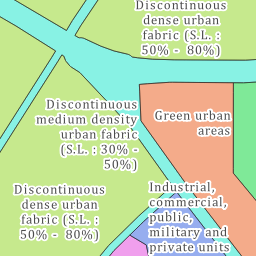 Discontinuous
dense urban
fabric (S.L. :
50% - 80%)
Discontinuous
medium density
urban fabric
(S.L. : 30% -
50%)
Green urban
areas
Discontinuous
dense urban
fabric (S.L. :
50% - 80%)
Industrial,
commercial,
public,
military and
private units